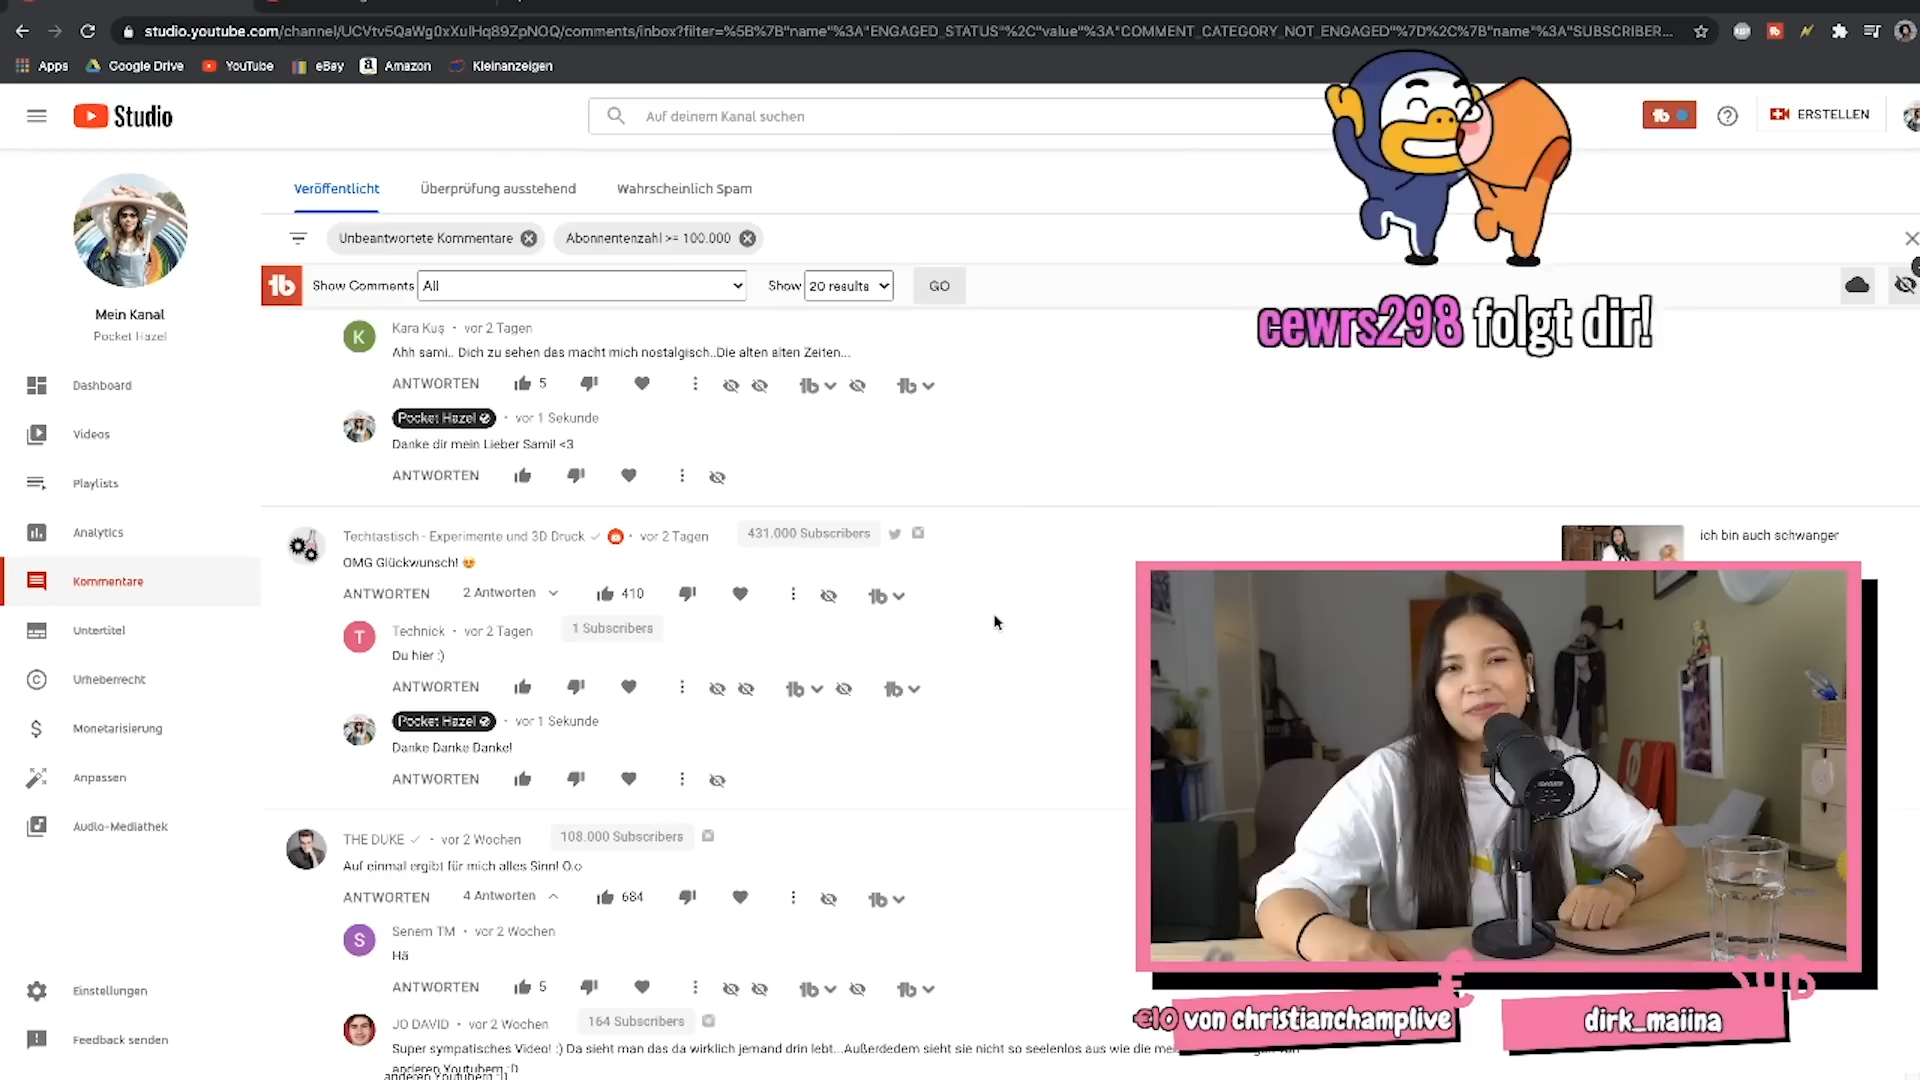 studio.youtube.com/channel/UCVtv5QaWg0xXuIHq89ZpNOQ/comments/inbox?filter=%5B%7B"name"%3A"ENGAGED_STATUS"%2C"value"%3A"COMMENT_CATEGORY_NOT_ENGAGED"%7D%2C%7B"name"%3A"SUBSCRIBER...
Apps Google Drive YouTube eBay Amazon Kleinanzeigen
Studio
Auf deinem Kanal suchen
ERSTELLEN
Veröffentlicht Überprüfung ausstehend Wahrscheinlich Spam
Unbeantwortete Kommentare Abonnentenzahl >= 100.000
Show Comments All Show 20 results GO
cewrs298 folgt dir!
Mein Kanal
Pocket Hazel
Dashboard
Videos
Playlists
Analytics
Kommentare
Untertitel
Urheberrecht
Monetarisierung
Anpassen
Audio-Mediathek
Einstellungen
Feedback senden
K
Kara Kuş • vor 2 Tagen
Ahh sami.. Dich zu sehen das macht mich nostalgisch..Die alten alten Zeiten...
ANTWORTEN 5
Pocket Hazel • vor 1 Sekunde
Danke dir mein Lieber Sami! <3
ANTWORTEN
Techtastisch - Experimente und 3D Druck • vor 2 Tagen 431.000 Subscribers
OMG Glückwunsch! 😍
ANTWORTEN 2 Antworten 410
ich bin auch schwanger
T
Technick • vor 2 Tagen 1 Subscribers
Du hier :)
ANTWORTEN
Pocket Hazel • vor 1 Sekunde
Danke Danke Danke!
ANTWORTEN
THE DUKE • vor 2 Wochen 108.000 Subscribers
Auf einmal ergibt für mich alles Sinn! O.o
ANTWORTEN 4 Antworten 684
S
Senem TM • vor 2 Wochen
Hä
ANTWORTEN 5
JO DAVID • vor 2 Wochen 164 Subscribers
Super sympatisches Video! :) Da sieht man das da wirklich jemand drin lebt...Außerdedem sieht sie nicht so seelenlos aus wie die
anderen Youtubern :D
€
€10 von christianchamplive
SUB
dirk_maiina